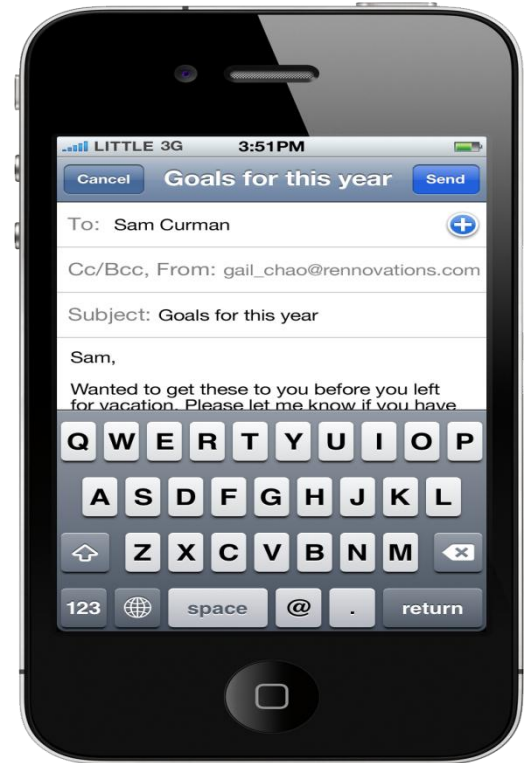 LITTLE 3G 3:51PM
Cancel Goals for this year Send
To: Sam Curman
Cc/Bcc, From: gail_chao@rennovations.com
Subject: Goals for this year
Sam,
Wanted to get these to you before you left
for vacation. Please let me know if you have
Q W E R T Y U I O P
A S D F G H J K L
Z X C V B N M
123 space @ . return